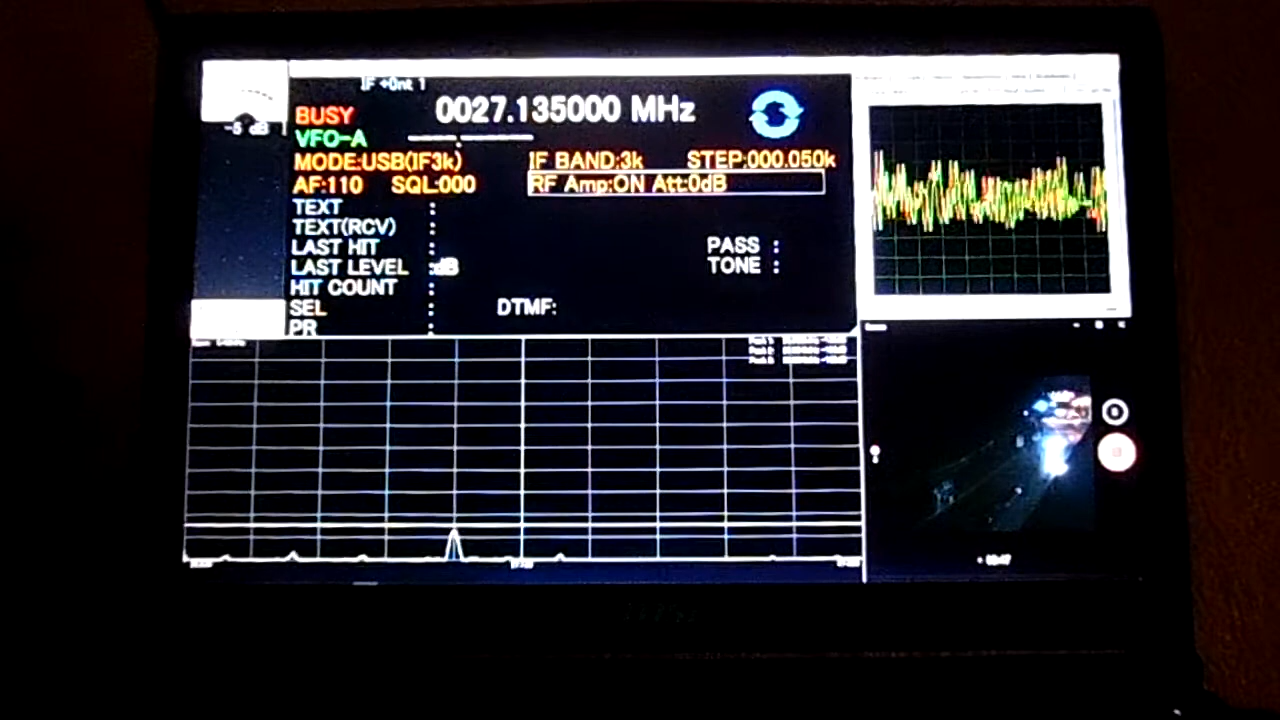 IF +Ont 1
BUSY
0027.135000 MHz
-5 dB
VFO-A
MODE:USB(IF3k) IF BAND:3k STEP:000.050k
AF:110 SQL:000 RF Amp:ON Att:0dB
TEXT :
TEXT(RCV) :
LAST HIT : PASS :
LAST LEVEL :dB TONE :
HIT COUNT :
SEL : DTMF:
PR :